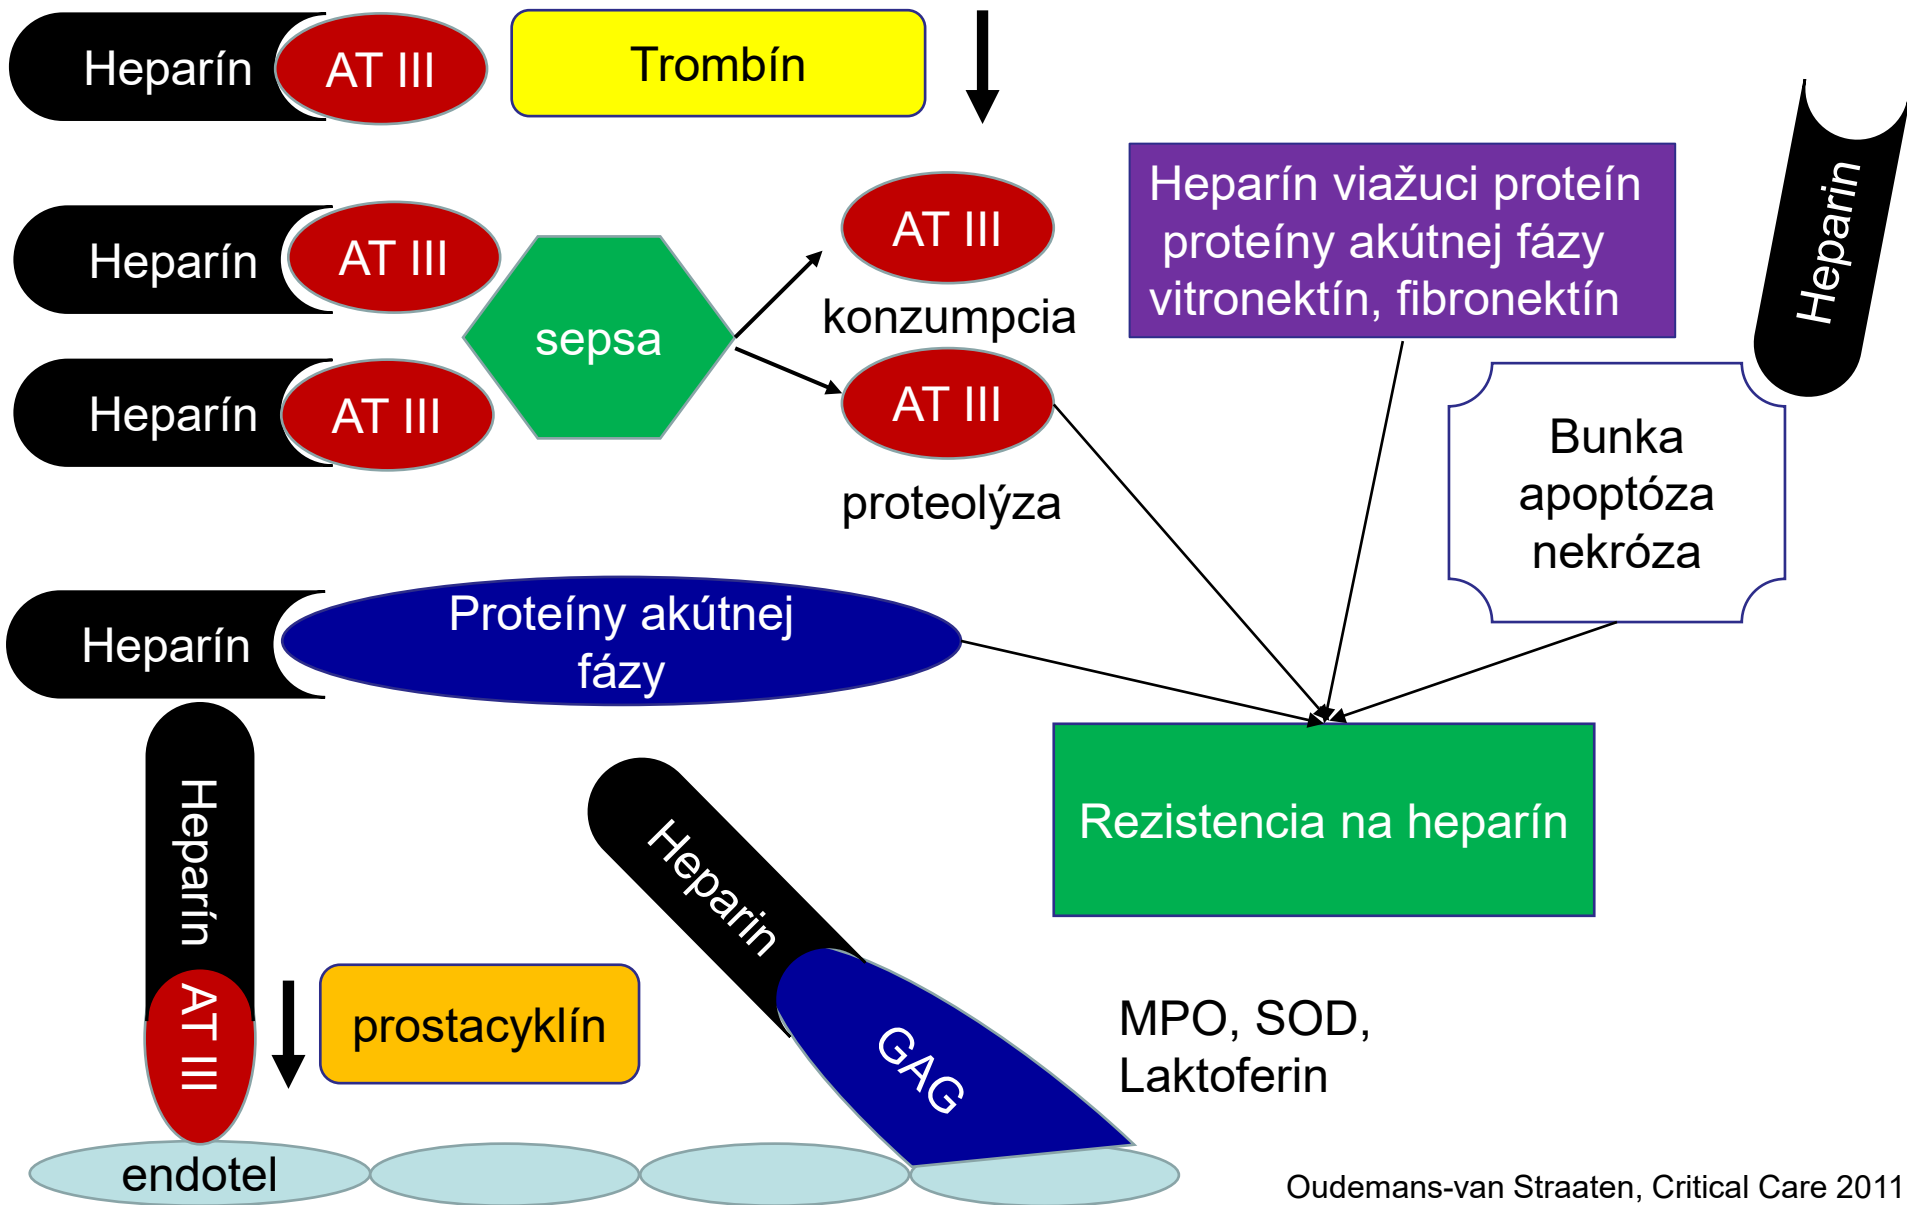 Heparín
AT III
Trombín
Heparín
AT III
Heparín
AT III
sepsa
AT III
konzumpcia
AT III
proteolýza
Heparín viažuci proteín
proteíny akútnej fázy
vitronektín, fibronektín
Heparin
Bunka
apoptóza
nekróza
Heparín
Proteíny akútnej
fázy
Rezistencia na heparín
Heparín
AT III
prostacyklín
Heparin
GAG
MPO, SOD,
Laktoferin
endotel
Oudemans-van Straaten, Critical Care 2011